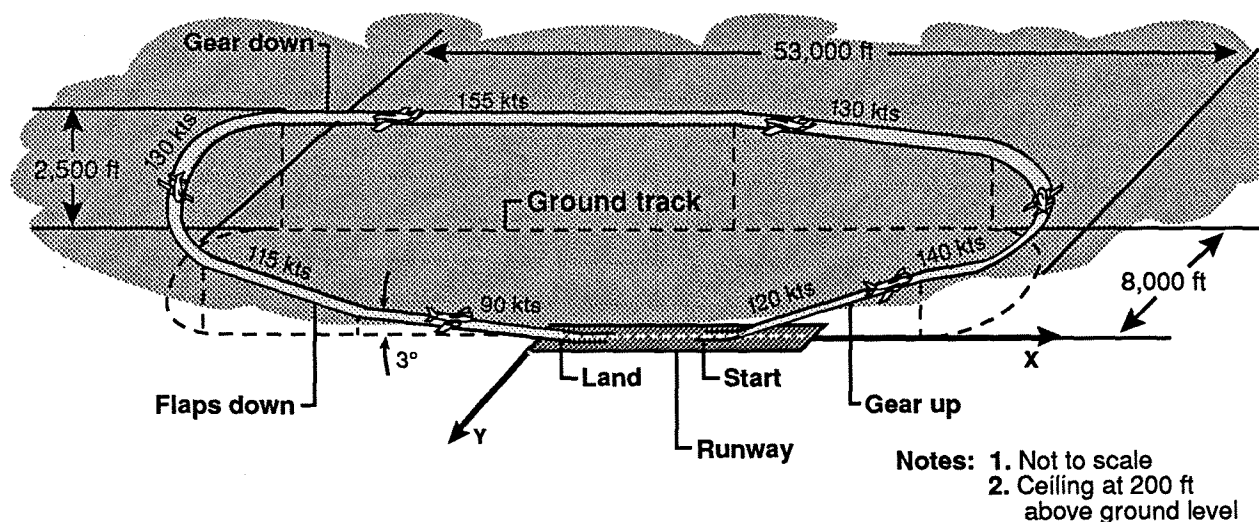 Gear down
53,000 ft
155 kts
130 kts
130 kts
2,500 ft
Ground track
115 kts
140 kts
8,000 ft
90 kts
120 kts
3°
X
Land
Start
Flaps down
Gear up
Y
Runway
Notes: 1. Not to scale
2. Ceiling at 200 ft
above ground level